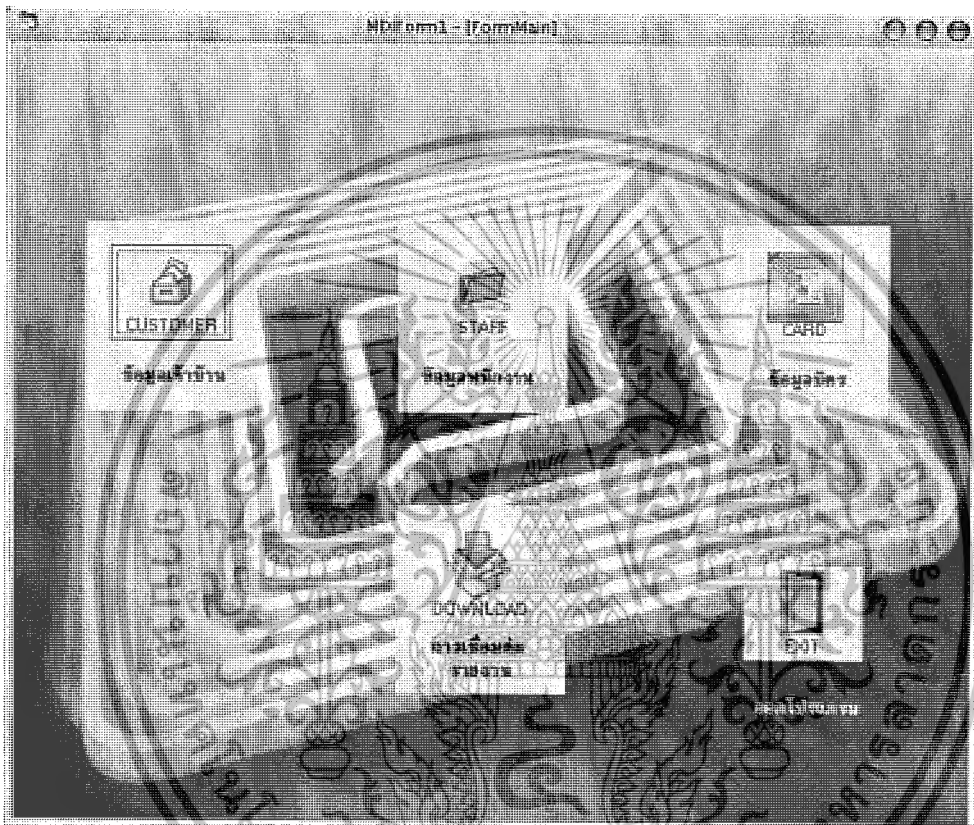 MDIForm1 - [FormMain]
CUSTOMER
ข้อมูลเจ้าบ้าน
STAFF
ข้อมูลพนักงาน
CARD
ข้อมูลบัตร
DOWNLOAD
การเชื่อมต่อ
รายงาน
EXIT
ออกโปรแกรม